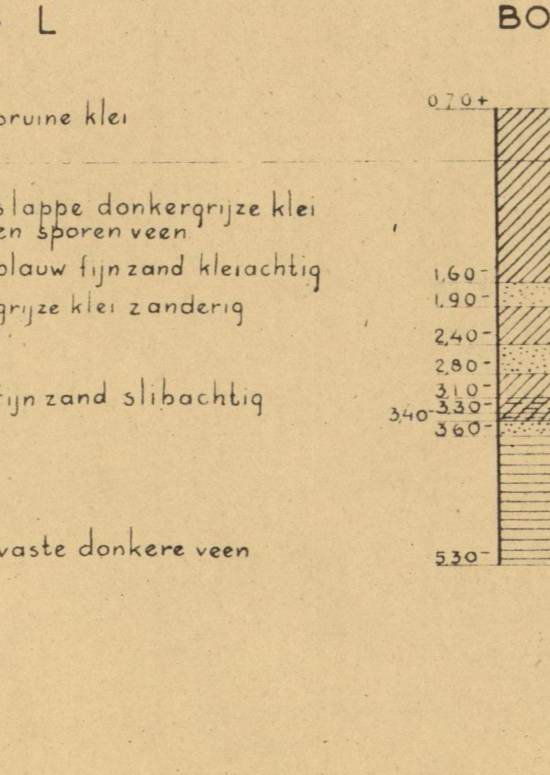 L
bruine klei
slappe donkergrijze klei
en sporen veen
blauw fijn zand kleiachtig
grijze klei zanderig
fijn zand slibachtig
vaste donkere veen
BO
0.70+
1,60-
1.90-
2,40-
2,80-
3,10-
3,30-
3,40-
3,60-
5.30-